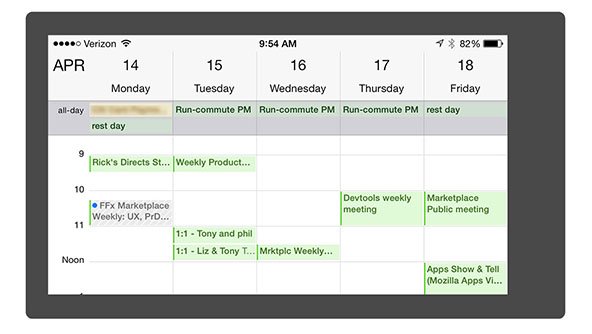 Verizon 9:54 AM 82%
APR 14 15 16 17 18
Monday Tuesday Wednesday Thursday Friday
all-day Run-commute PM Run-commute PM Run-commute PM rest day
rest day
9
Rick's Directs St... Weekly Product...
10
FFx Marketplace Devtools weekly Marketplace
Weekly: UX, PrD... meeting Public meeting
11
1:1 - Tony and phil
1:1 - Liz & Tony T... Mrktplc Weekly...
Noon
Apps Show & Tell
(Mozilla Apps Vi...